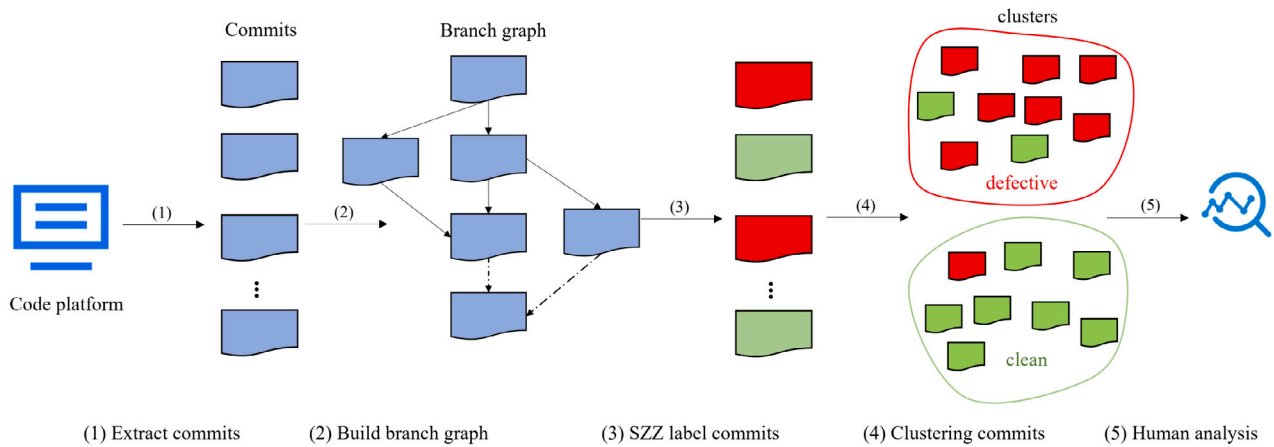 Commits
Branch graph
clusters
defective
(1)
(2)
(3)
(4)
(5)
Code platform
clean
(1) Extract commits
(2) Build branch graph
(3) SZZ label commits
(4) Clustering commits
(5) Human analysis